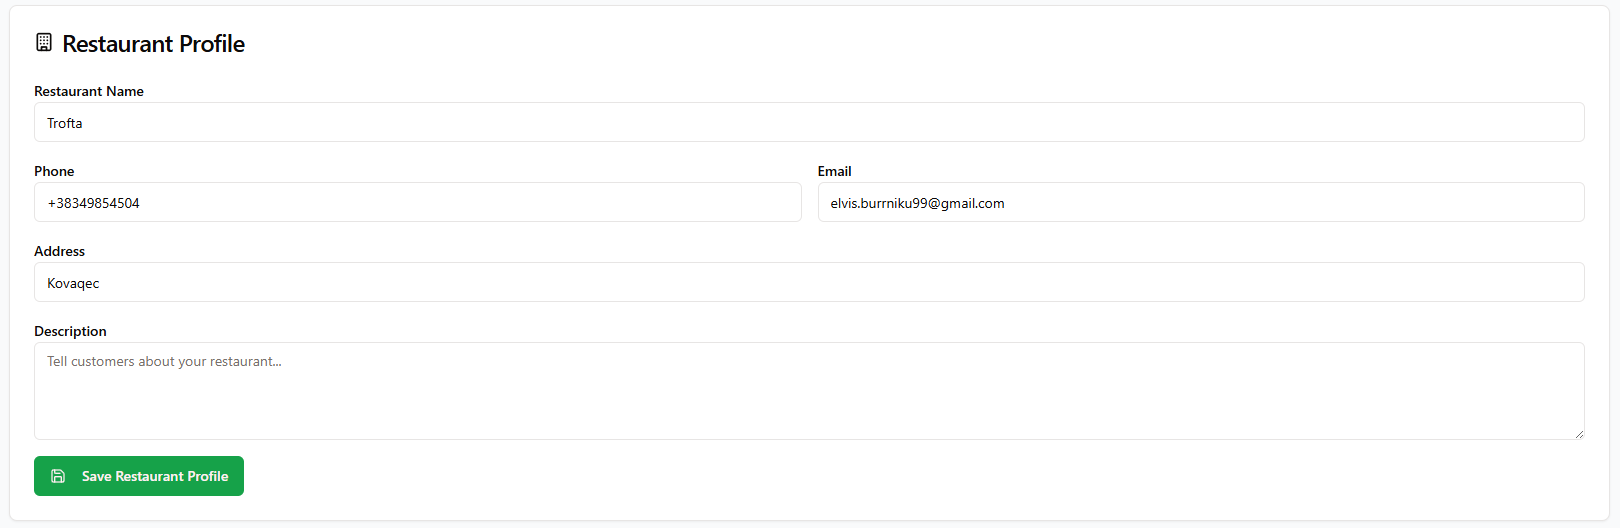 Restaurant Profile
Restaurant Name
Trofta
Phone
Email
+38349854504
elvis.burrniku99@gmail.com
Address
Kovaqec
Description
Tell customers about your restaurant...
Save Restaurant Profile